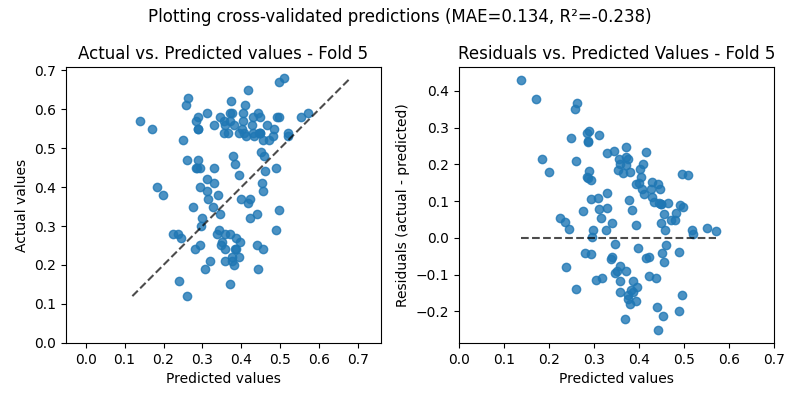 Plotting cross-validated predictions (MAE=0.134, R²=-0.238)
Actual vs. Predicted values - Fold 5
0.7
0.6
0.5
0.4
0.3
0.2
0.1
0.0
Actual values
0.0 0.1 0.2 0.3 0.4 0.5 0.6 0.7
Predicted values
Residuals vs. Predicted Values - Fold 5
0.4
0.3
0.2
0.1
0.0
−0.1
−0.2
Residuals (actual - predicted)
0.0 0.1 0.2 0.3 0.4 0.5 0.6 0.7
Predicted values